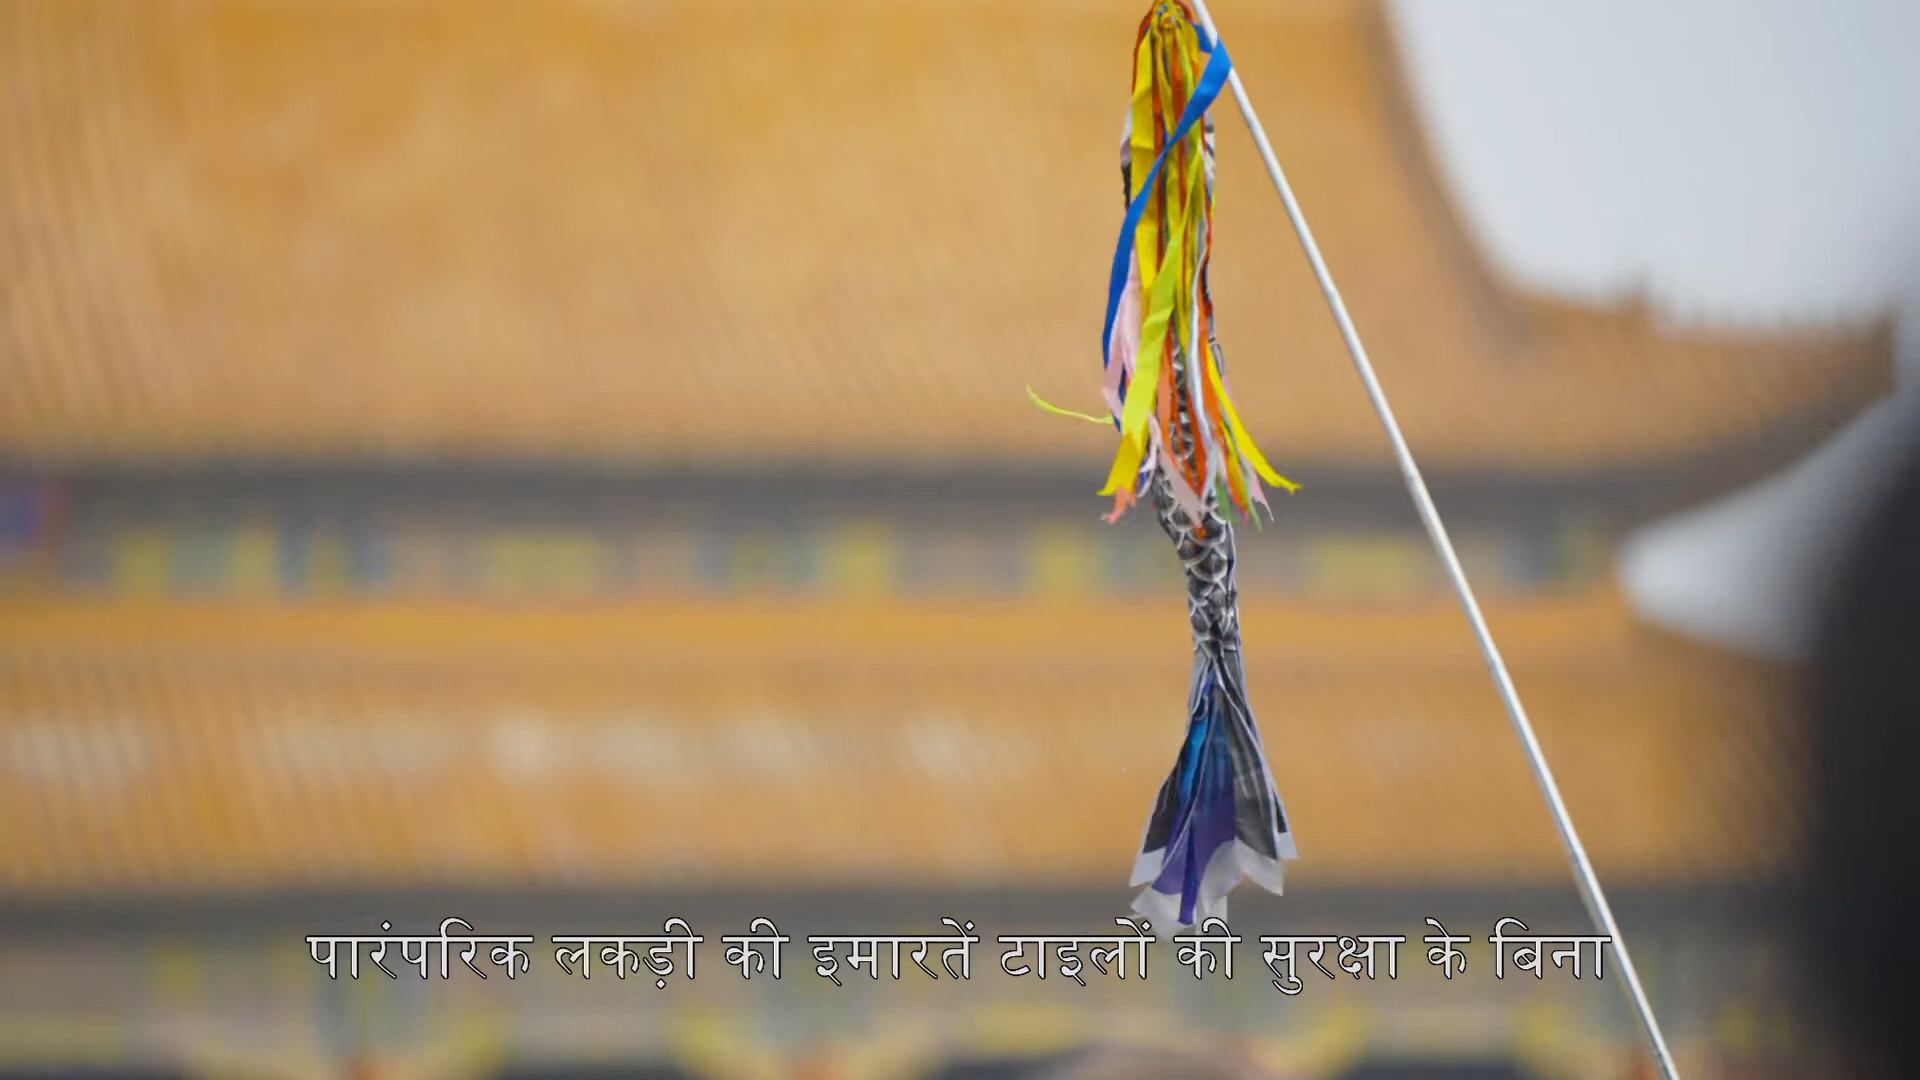 पारंपरिक लकड़ी की इमारतें टाइलों की सुरक्षा के बिना